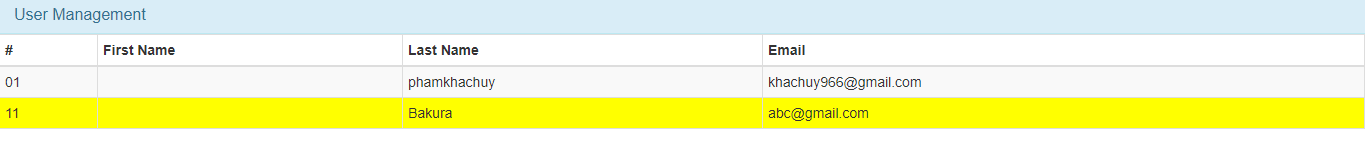 User Management
# First Name Last Name Email
01 phamkhachuy khachuy966@gmail.com
11 Bakura abc@gmail.com